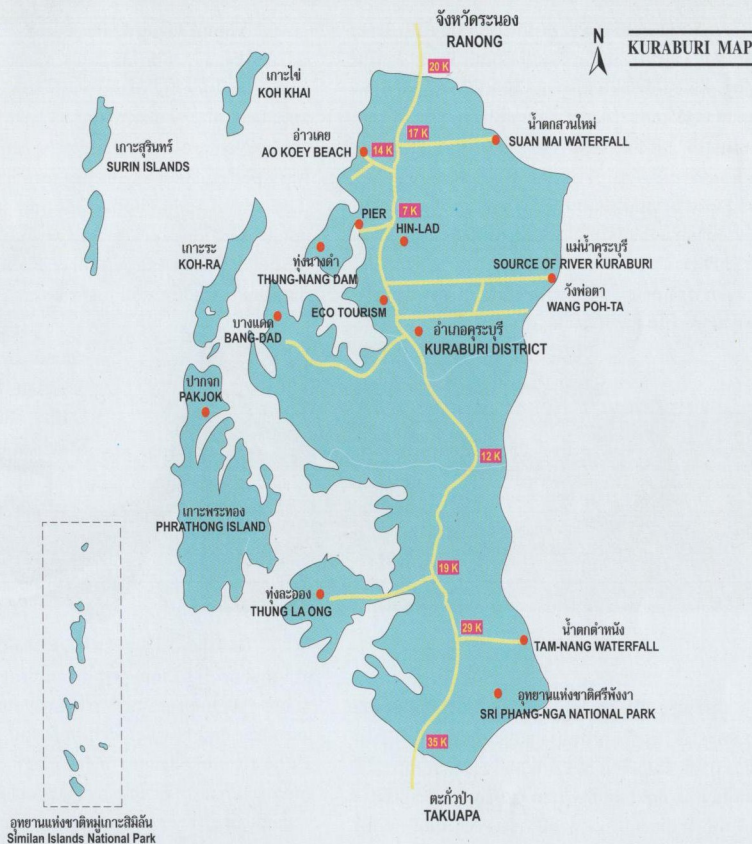 จังหวัดระนอง
RANONG
N
KURABURI MAP
20 K
เกาะไข่
KOH KHAI
เกาะสุรินทร์
SURIN ISLANDS
อ่าวเคย
AO KOEY BEACH
14 K
17 K
น้ำตกสวนใหม่
SUAN MAI WATERFALL
PIER
7 K
HIN-LAD
เกาะระ
KOH-RA
ทุ่งนางดำ
THUNG-NANG DAM
แม่น้ำคุระบุรี
SOURCE OF RIVER KURABURI
วังพ่อตา
WANG POH-TA
ECO TOURISM
บางแดด
BANG-DAD
อำเภอคุระบุรี
KURABURI DISTRICT
ปากจก
PAKJOK
12 K
เกาะพระทอง
PHRATHONG ISLAND
19 K
ทุ่งละออง
THUNG LA ONG
29 K
น้ำตกตำหนัง
TAM-NANG WATERFALL
อุทยานแห่งชาติศรีพังงา
SRI PHANG-NGA NATIONAL PARK
35 K
ตะกั่วป่า
TAKUAPA
อุทยานแห่งชาติหมู่เกาะสิมิลัน
Similan Islands National Park